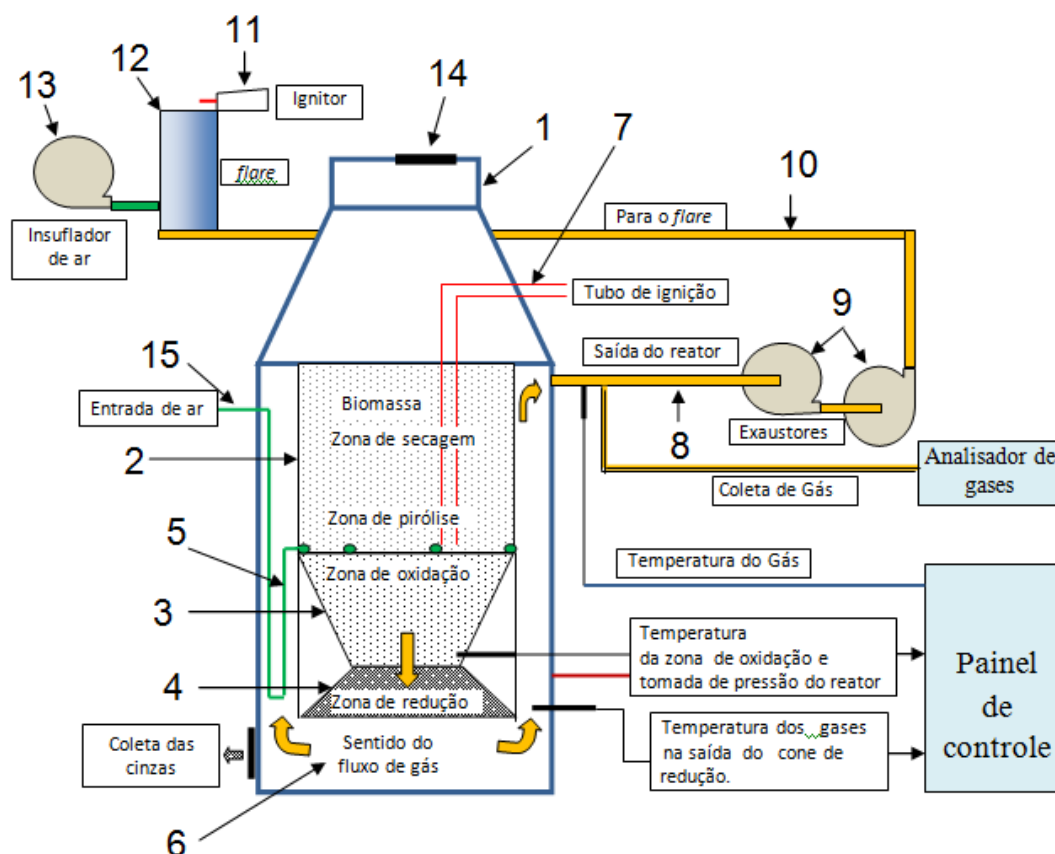 11
12
14
13
Ignitor
1
7
flare
10
Para o flare
Insuflador
de ar
Tubo de ignição
9
15
Saída do reator
Entrada de ar
Biomassa
Zona de secagem
8
Exaustores
2
Analisador de
gases
Coleta de Gás
Zona de pirólise
5
Temperatura do Gás
Zona de oxidação
3
Temperatura
da zona de oxidação e
tomada de pressão do reator
Painel
de
controle
4
Zona de redução
Coleta das
cinzas
Sentido do
fluxo de gás
Temperatura dos gases
na saída do cone de
redução.
6